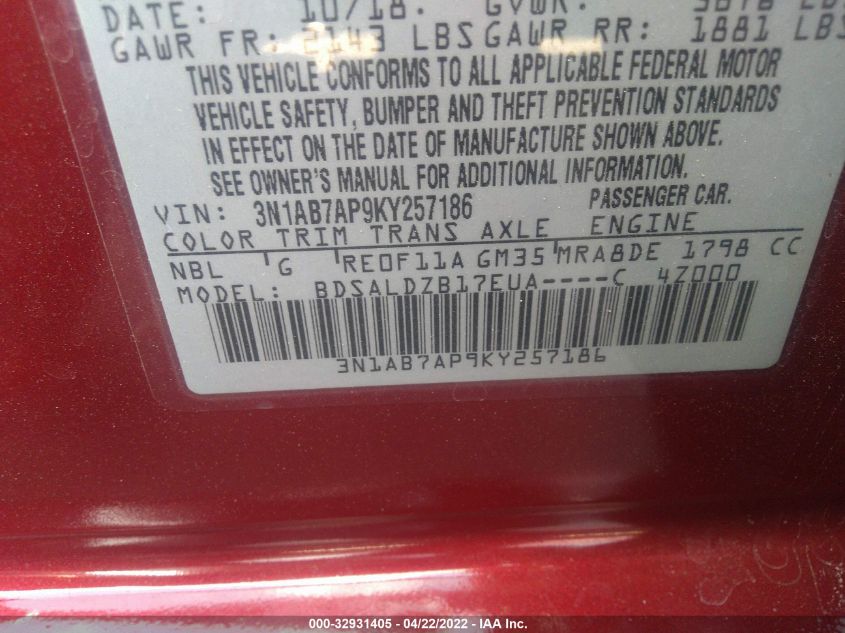 DATE: 10/18. GVWR:
GAWR FR: 2143 LBS GAWR RR: 1881 LBS
THIS VEHICLE CONFORMS TO ALL APPLICABLE FEDERAL MOTOR
VEHICLE SAFETY, BUMPER AND THEFT PREVENTION STANDARDS
IN EFFECT ON THE DATE OF MANUFACTURE SHOWN ABOVE.
SEE OWNER'S MANUAL FOR ADDITIONAL INFORMATION.
VIN: 3N1AB7AP9KY257186 PASSENGER CAR.
COLOR TRIM TRANS AXLE ENGINE
NBL 'G 'RE0F11A GM35 MRA8DE 1798 CC
MODEL: BDSALDZB17EUA----C 4Z000
3N1AB7AP9KY257186
000-32931405 - 04/22/2022 - IAA Inc.